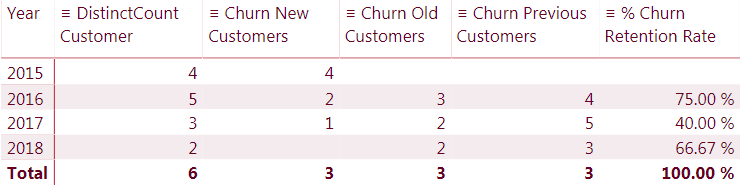 Year ≡ DistinctCount ≡ Churn New ≡ Churn Old ≡ Churn Previous ≡ % Churn
Customer Customers Customers Customers Retention Rate
2015 4 4
2016 5 2 3 4 75.00 %
2017 3 1 2 5 40.00 %
2018 2 2 3 66.67 %
Total 6 3 3 3 100.00 %